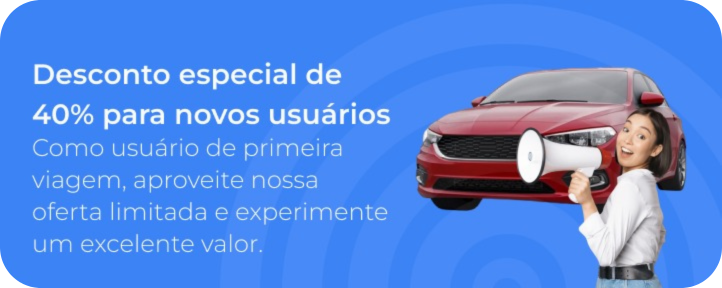 Desconto especial de
40% para novos usuários
Como usuário de primeira
viagem, aproveite nossa
oferta limitada e experimente
um excelente valor.